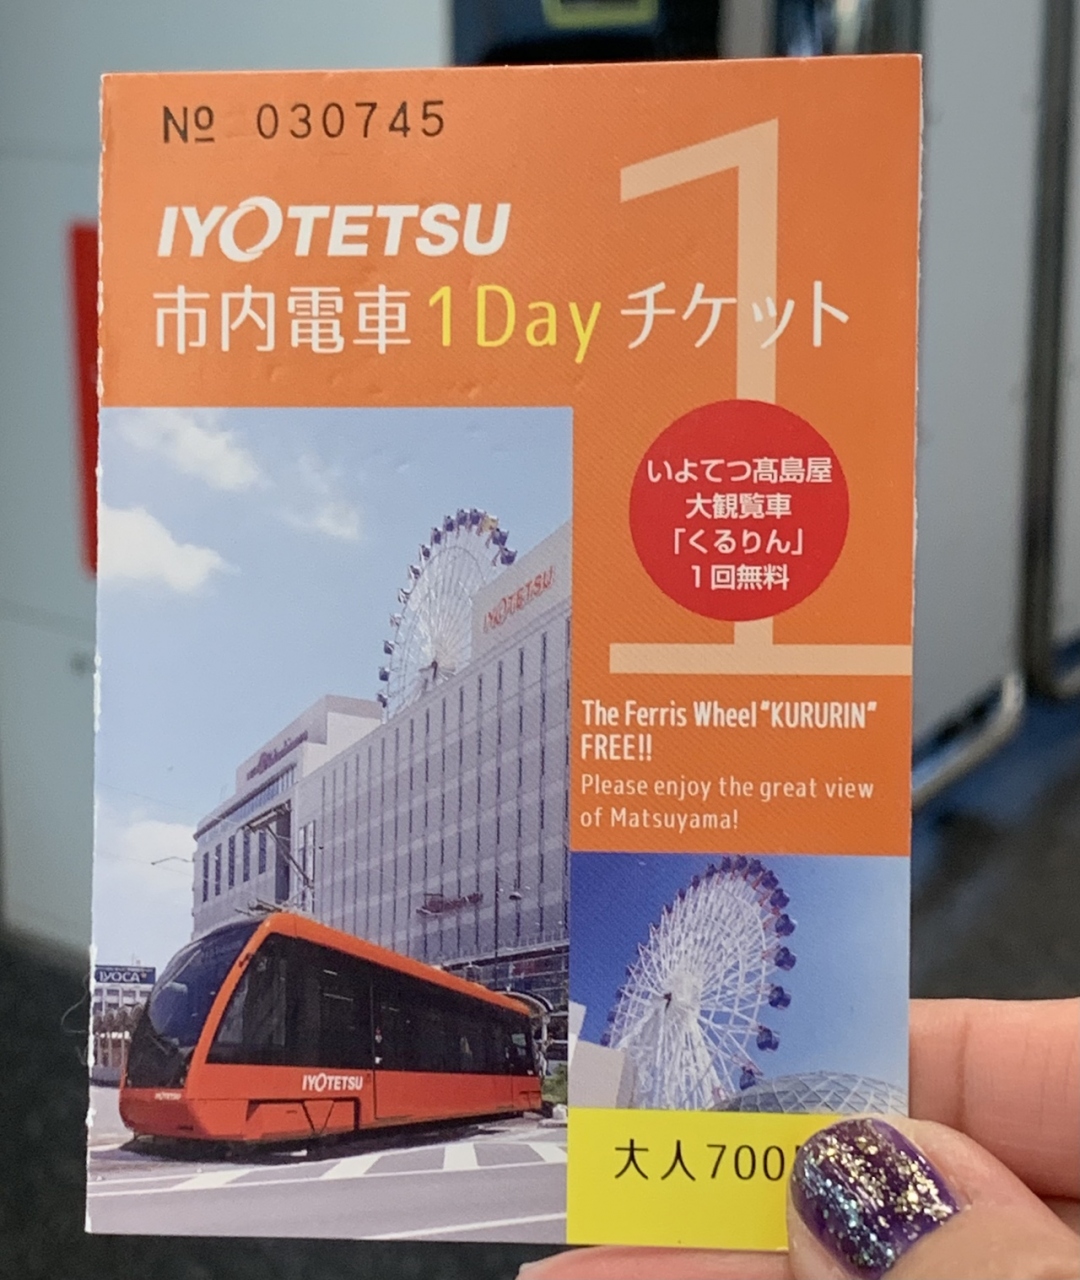 № 030745
IYOTETSU
市内電車1Dayチケット
1
いよてつ髙島屋
大観覧車
「くるりん」
1回無料
IYOTETSU
The Ferris Wheel "KURURIN"
FREE!!
Please enjoy the great view
of Matsuyama!
IYOCA
IYOTETSU
IYOTETSU
大人700